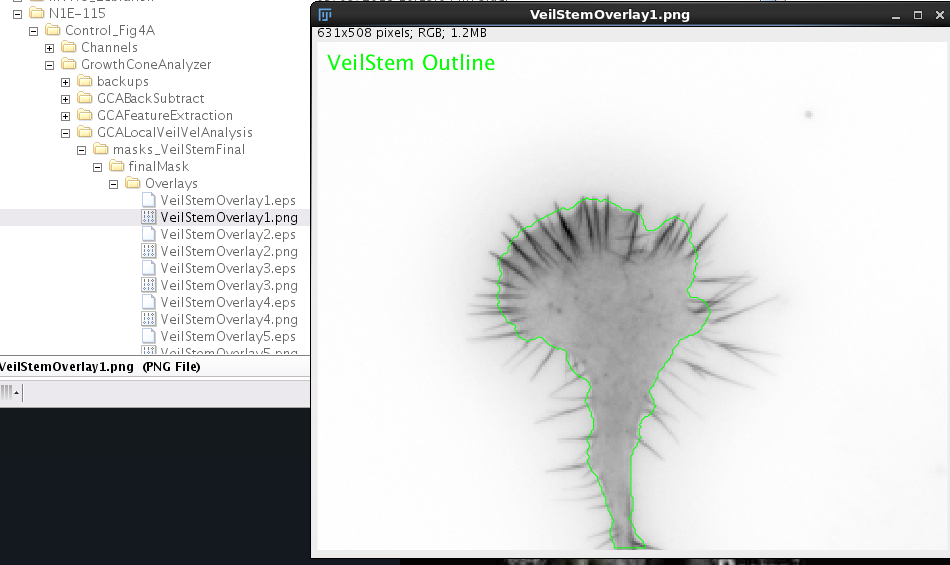 N1E-115
Control_Fig4A
Channels
GrowthConeAnalyzer
backups
GCABackSubtract
GCAFeatureExtraction
GCALocalVeilVelAnalysis
masks_VeilStemFinal
finalMask
Overlays
VeilStemOverlay1.eps
VeilStemOverlay1.png
VeilStemOverlay2.eps
VeilStemOverlay2.png
VeilStemOverlay3.eps
VeilStemOverlay3.png
VeilStemOverlay4.eps
VeilStemOverlay4.png
VeilStemOverlay5.eps
VeilStemOverlay5.png
VeilStemOverlay1.png (PNG File)
VeilStemOverlay1.png
631x508 pixels; RGB; 1.2MB
VeilStem Outline